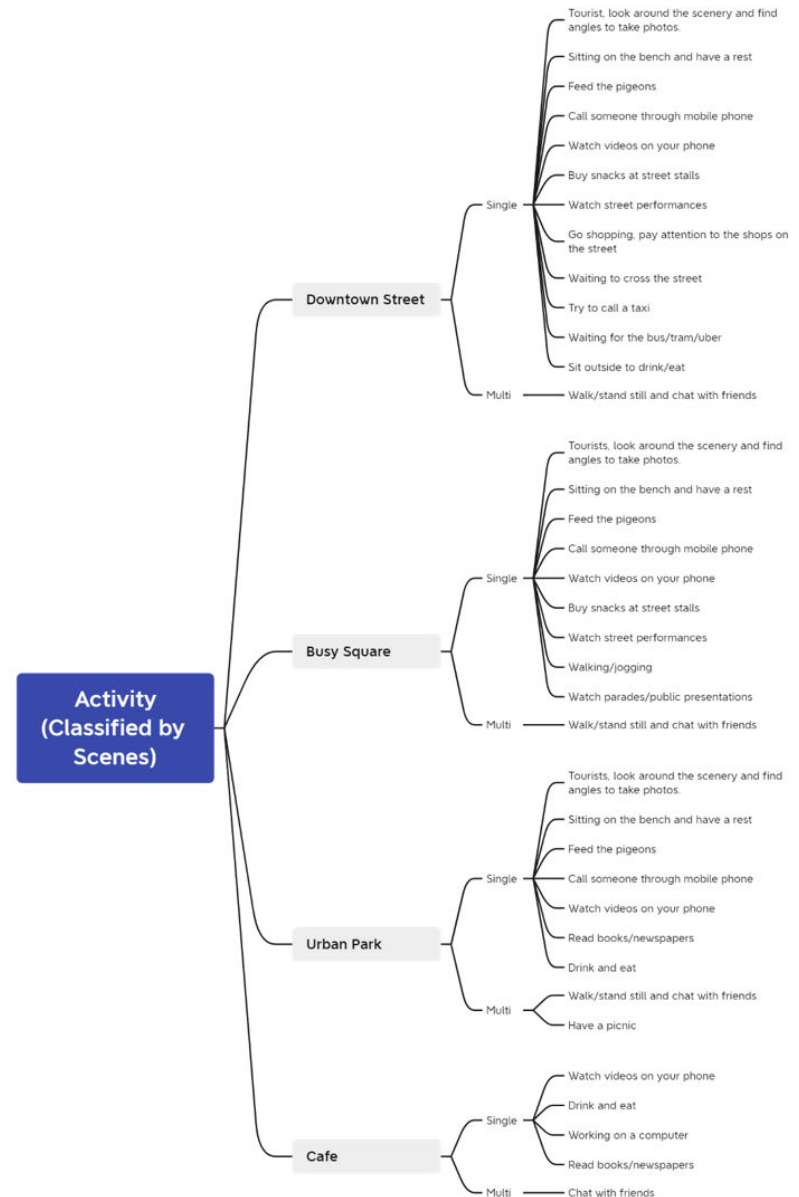 Activity
(Classified by
Scenes)
Downtown Street
Single
Tourist, look around the scenery and find
angles to take photos.
Sitting on the bench and have a rest
Feed the pigeons
Call someone through mobile phone
Watch videos on your phone
Buy snacks at street stalls
Watch street performances
Go shopping, pay attention to the shops on
the street
Waiting to cross the street
Try to call a taxi
Waiting for the bus/tram/uber
Sit outside to drink/eat
Multi
Walk/stand still and chat with friends
Busy Square
Single
Tourists, look around the scenery and find
angles to take photos.
Sitting on the bench and have a rest
Feed the pigeons
Call someone through mobile phone
Watch videos on your phone
Buy snacks at street stalls
Watch street performances
Walking/jogging
Watch parades/public presentations
Multi
Walk/stand still and chat with friends
Urban Park
Single
Tourists, look around the scenery and find
angles to take photos.
Sitting on the bench and have a rest
Feed the pigeons
Call someone through mobile phone
Watch videos on your phone
Read books/newspapers
Drink and eat
Multi
Walk/stand still and chat with friends
Have a picnic
Cafe
Single
Watch videos on your phone
Drink and eat
Working on a computer
Read books/newspapers
Multi
Chat with friends